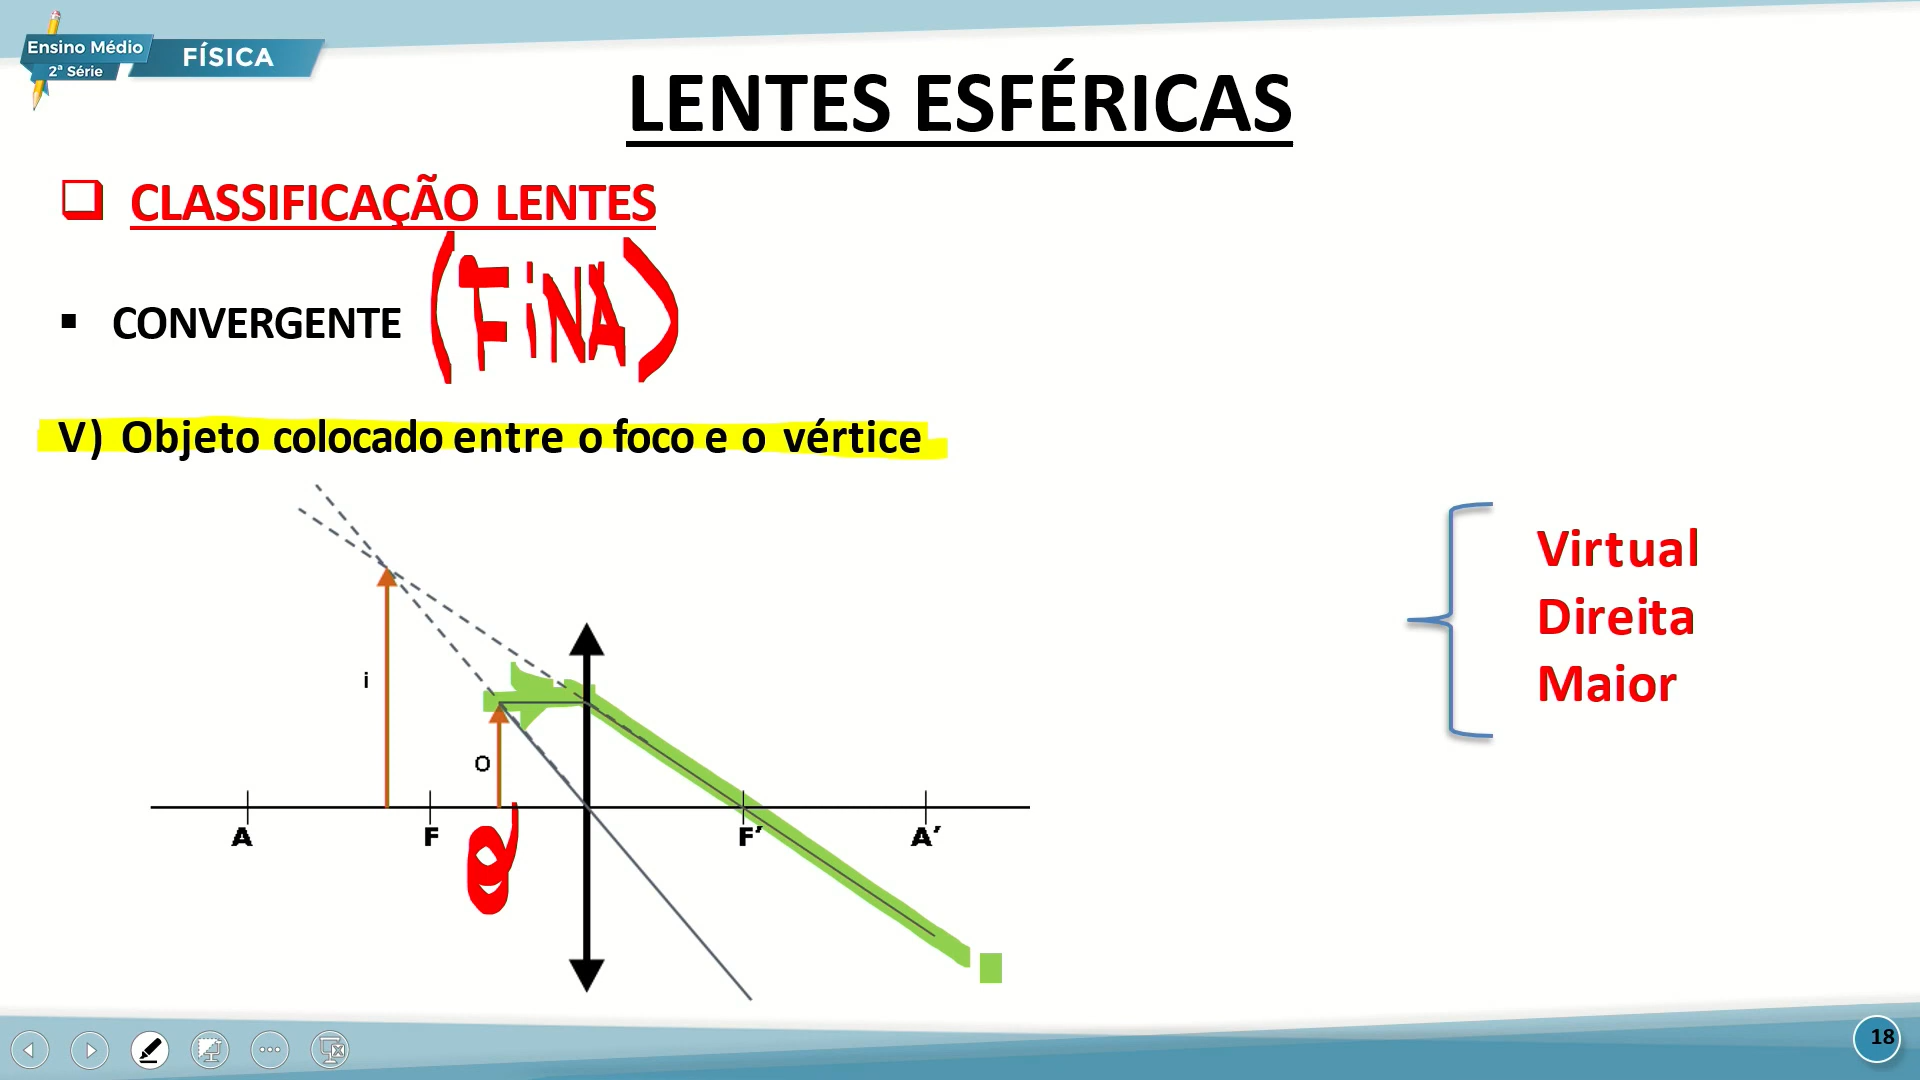 Ensino Médio
2ª Série
FÍSICA
LENTES ESFÉRICAS
CLASSIFICAÇÃO LENTES
CONVERGENTE (FiNA)
V) Objeto colocado entre o foco e o vértice
Virtual
Direita
Maior
i
O
A F F’ A’
18